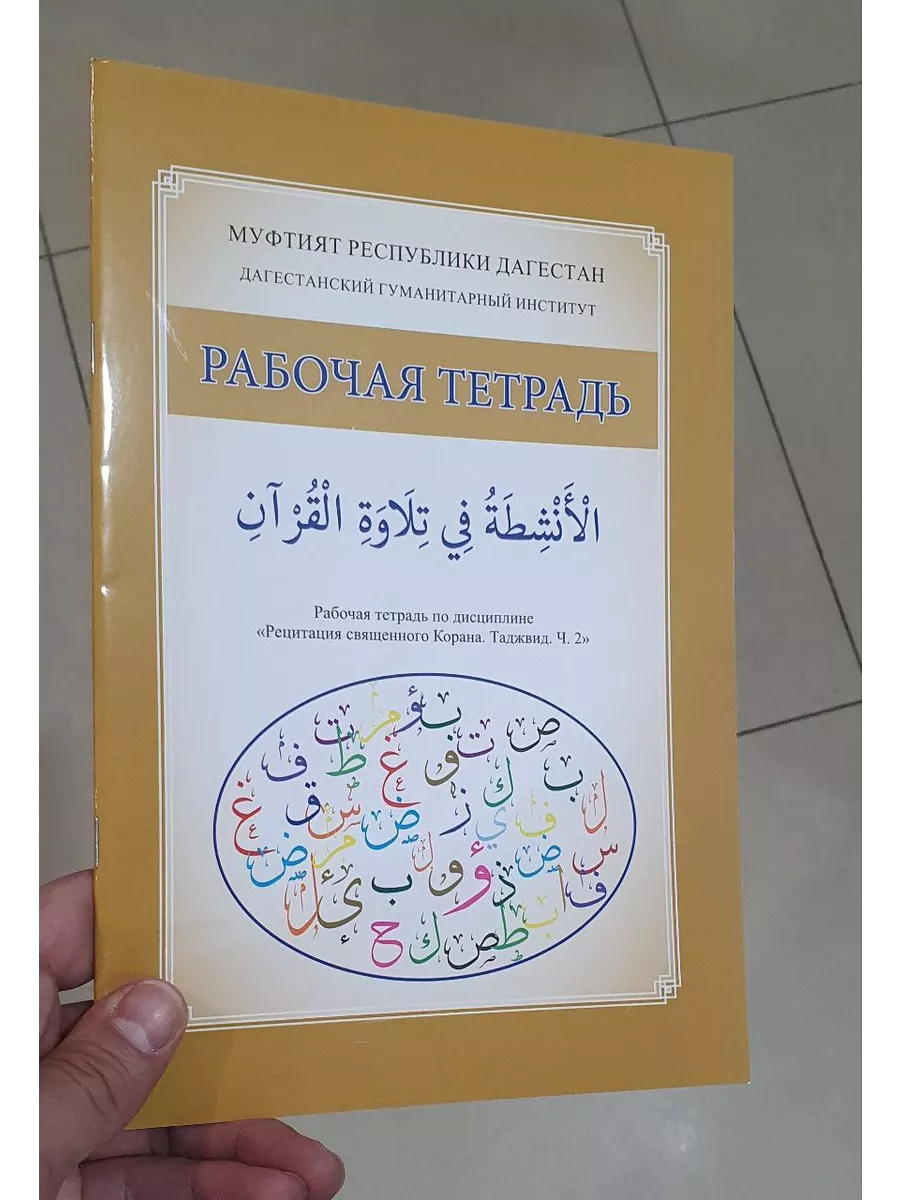 МУФТИЯТ РЕСПУБЛИКИ ДАГЕСТАН
ДАГЕСТАНСКИЙ ГУМАНИТАРНЫЙ ИНСТИТУТ
РАБОЧАЯ ТЕТРАДЬ
الْأَنْشِطَةُ فِي تِلَاوَةِ الْقُرْآنِ
Рабочая тетрадь по дисциплине
«Рецитация священного Корана. Таджвид. Ч. 2»